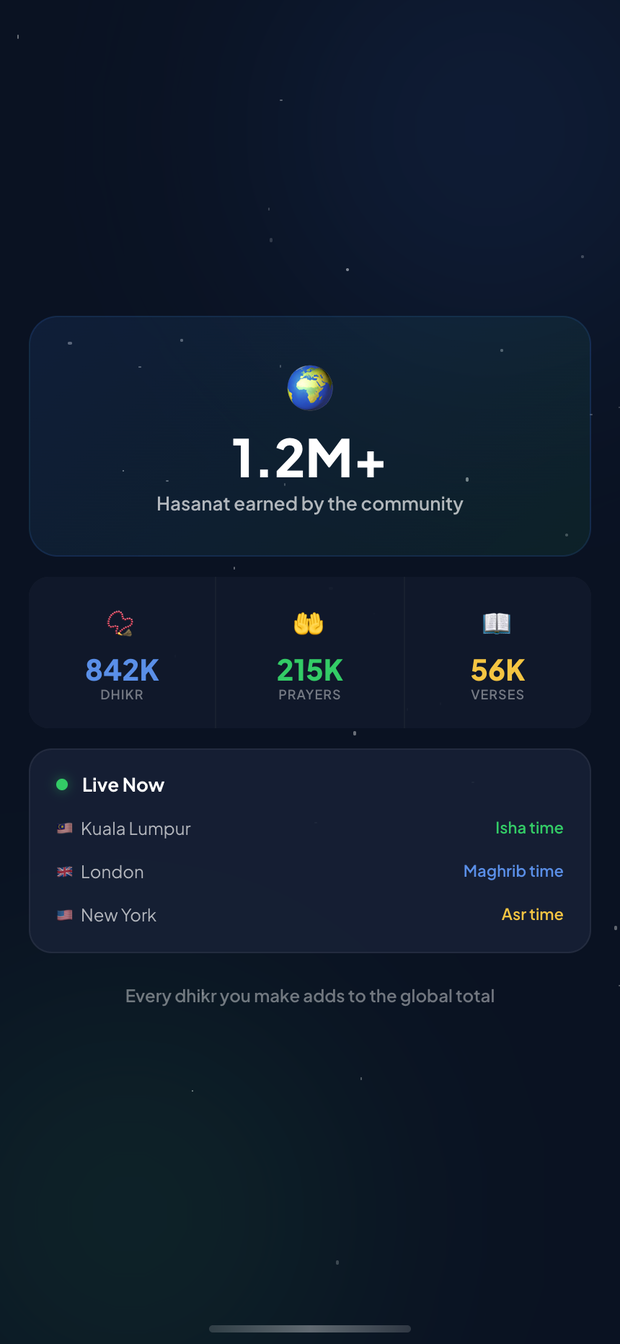 1.2M+
Hasanat earned by the community
842K
DHIKR
215K
PRAYERS
56K
VERSES
Live Now
Kuala Lumpur
Isha time
London
Maghrib time
New York
Asr time
Every dhikr you make adds to the global total